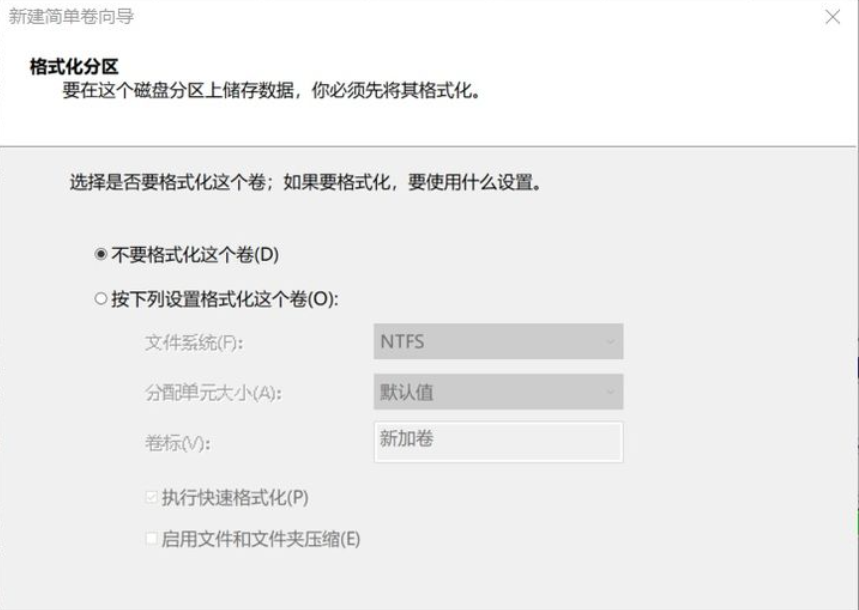 新建简单卷向导
格式化分区
要在这个磁盘分区上储存数据，你必须先将其格式化。
选择是否要格式化这个卷；如果要格式化，要使用什么设置。
不要格式化这个卷(D)
按下列设置格式化这个卷(O):
文件系统(F): NTFS
分配单元大小(A): 默认值
卷标(V): 新加卷
执行快速格式化(P)
启用文件和文件夹压缩(E)